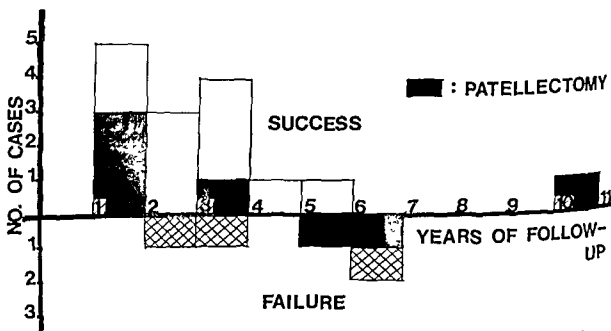 NO. OF CASES
5
4
3
2
1
1
2
3
: PATELLECTOMY
SUCCESS
1 2 3 4 5 6 7 8 9 10 11
YEARS OF FOLLOW-
UP
FAILURE